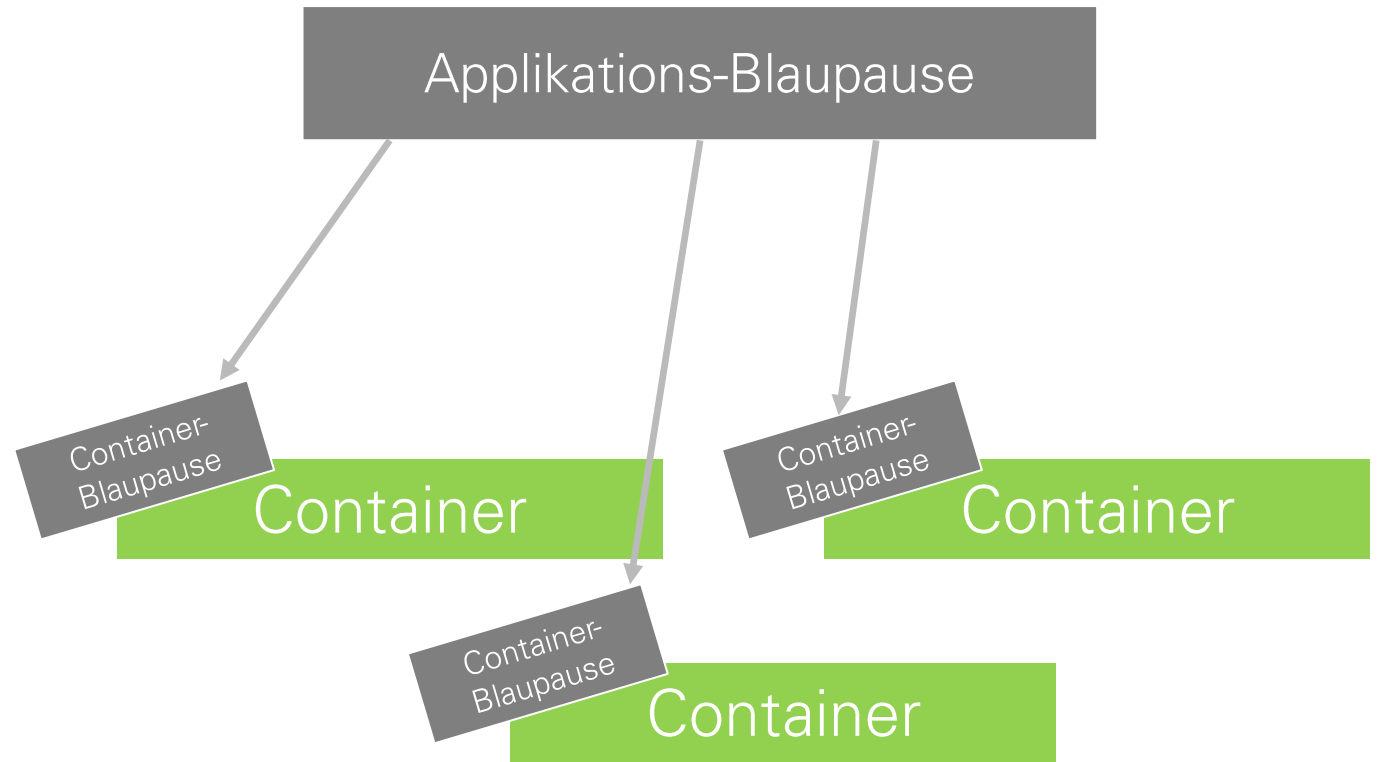 Applikations-Blaupause
Container-
Blaupause
Container
Container-
Blaupause
Container
Container-
Blaupause
Container